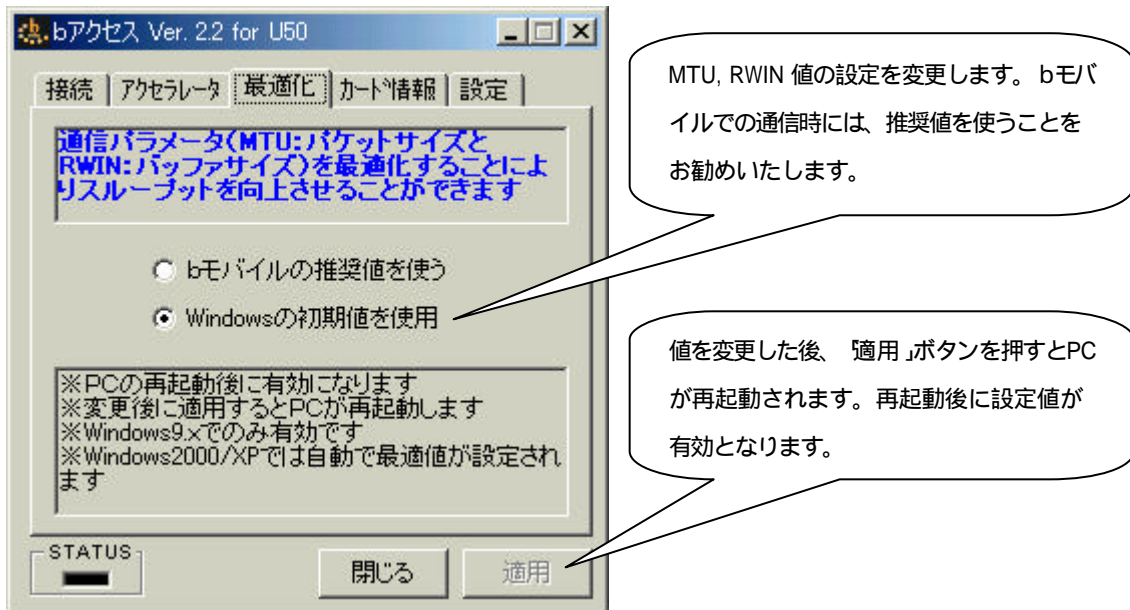 bアクセス Ver. 2.2 for U50
接続 アクセラレータ 最適化 カード情報 設定
通信パラメータ(MTU:パケットサイズと
RWIN:バッファサイズ)を最適化することによ
りスループットを向上させることができます
bモバイルの推奨値を使う
Windowsの初期値を使用
※PCの再起動後に有効になります
※変更後に適用するとPCが再起動します
※Windows9.xでのみ有効です
※Windows2000/XPでは自動で最適値が設定され
ます
STATUS
閉じる 適用
MTU, RWIN 値の設定を変更します。bモバ
イルでの通信時には、推奨値を使うことを
お勧めいたします。
値を変更した後、「適用」ボタンを押すとPC
が再起動されます。再起動後に設定値が
有効となります。